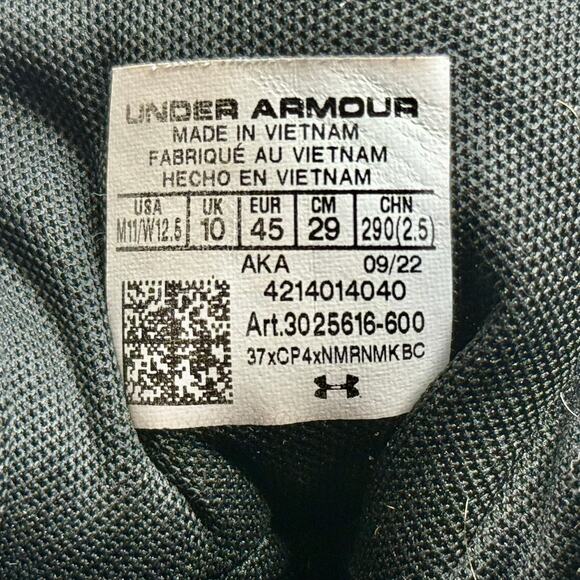 UNDER ARMOUR
MADE IN VIETNAM
FABRIQUÉ AU VIETNAM
HECHO EN VIETNAM
USA UK EUR CM CHN
M11/W12.5 10 45 29 290(2.5)
AKA 09/22
4214014040
Art.3025616-600
37xCP4xNMRNMKBC